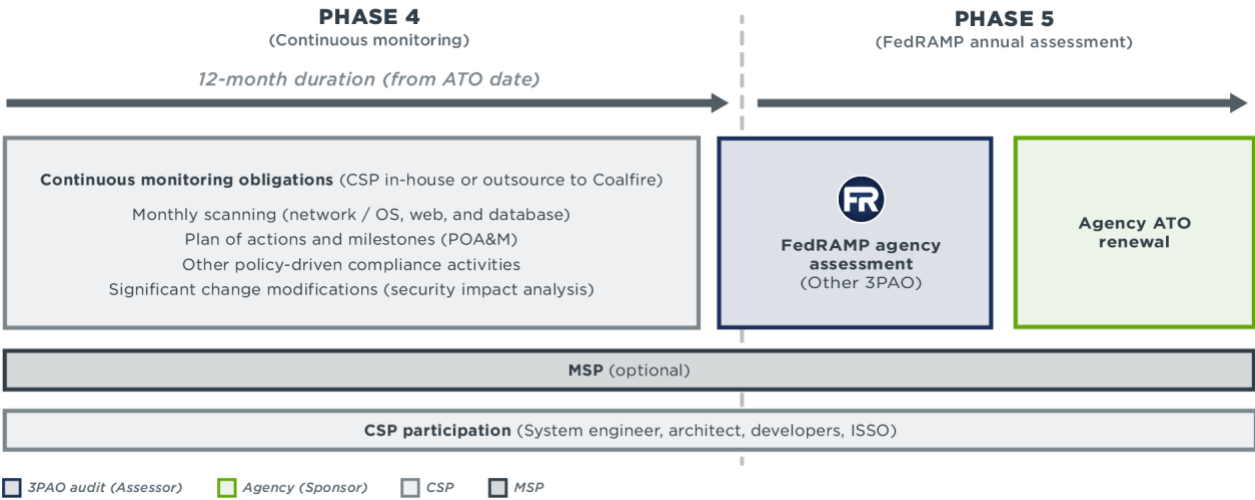 PHASE 4
(Continuous monitoring)
12-month duration (from ATO date)
PHASE 5
(FedRAMP annual assessment)
Continuous monitoring obligations (CSP in-house or outsource to Coalfire)
Monthly scanning (network / OS, web, and database)
Plan of actions and milestones (POA&M)
Other policy-driven compliance activities
Significant change modifications (security impact analysis)
FR
FedRAMP agency
assessment
(Other 3PAO)
Agency ATO
renewal
MSP (optional)
CSP participation (System engineer, architect, developers, ISSO)
3PAO audit (Assessor)
Agency (Sponsor)
CSP
MSP